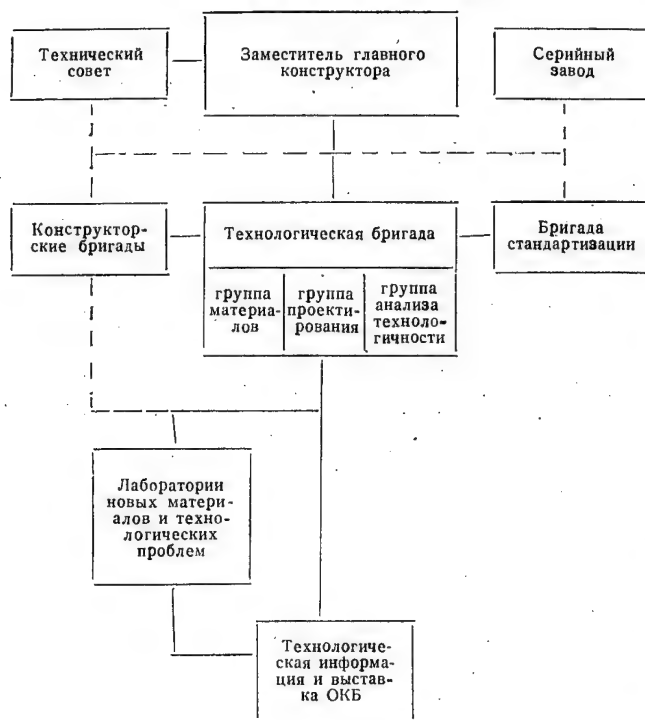 Технический
совет
Заместитель главного
конструктора
Серийный
завод
Конструктор-
ские бригады
Технологическая бригада
Бригада
стандартизации
группа
материа-
лов
группа
проекти-
рования
группа
анализа
техноло-
гичности
Лаборатории
новых матери-
алов и техно-
логических
проблем
Технологиче-
ская информа-
ция и выстав-
ка ОКБ